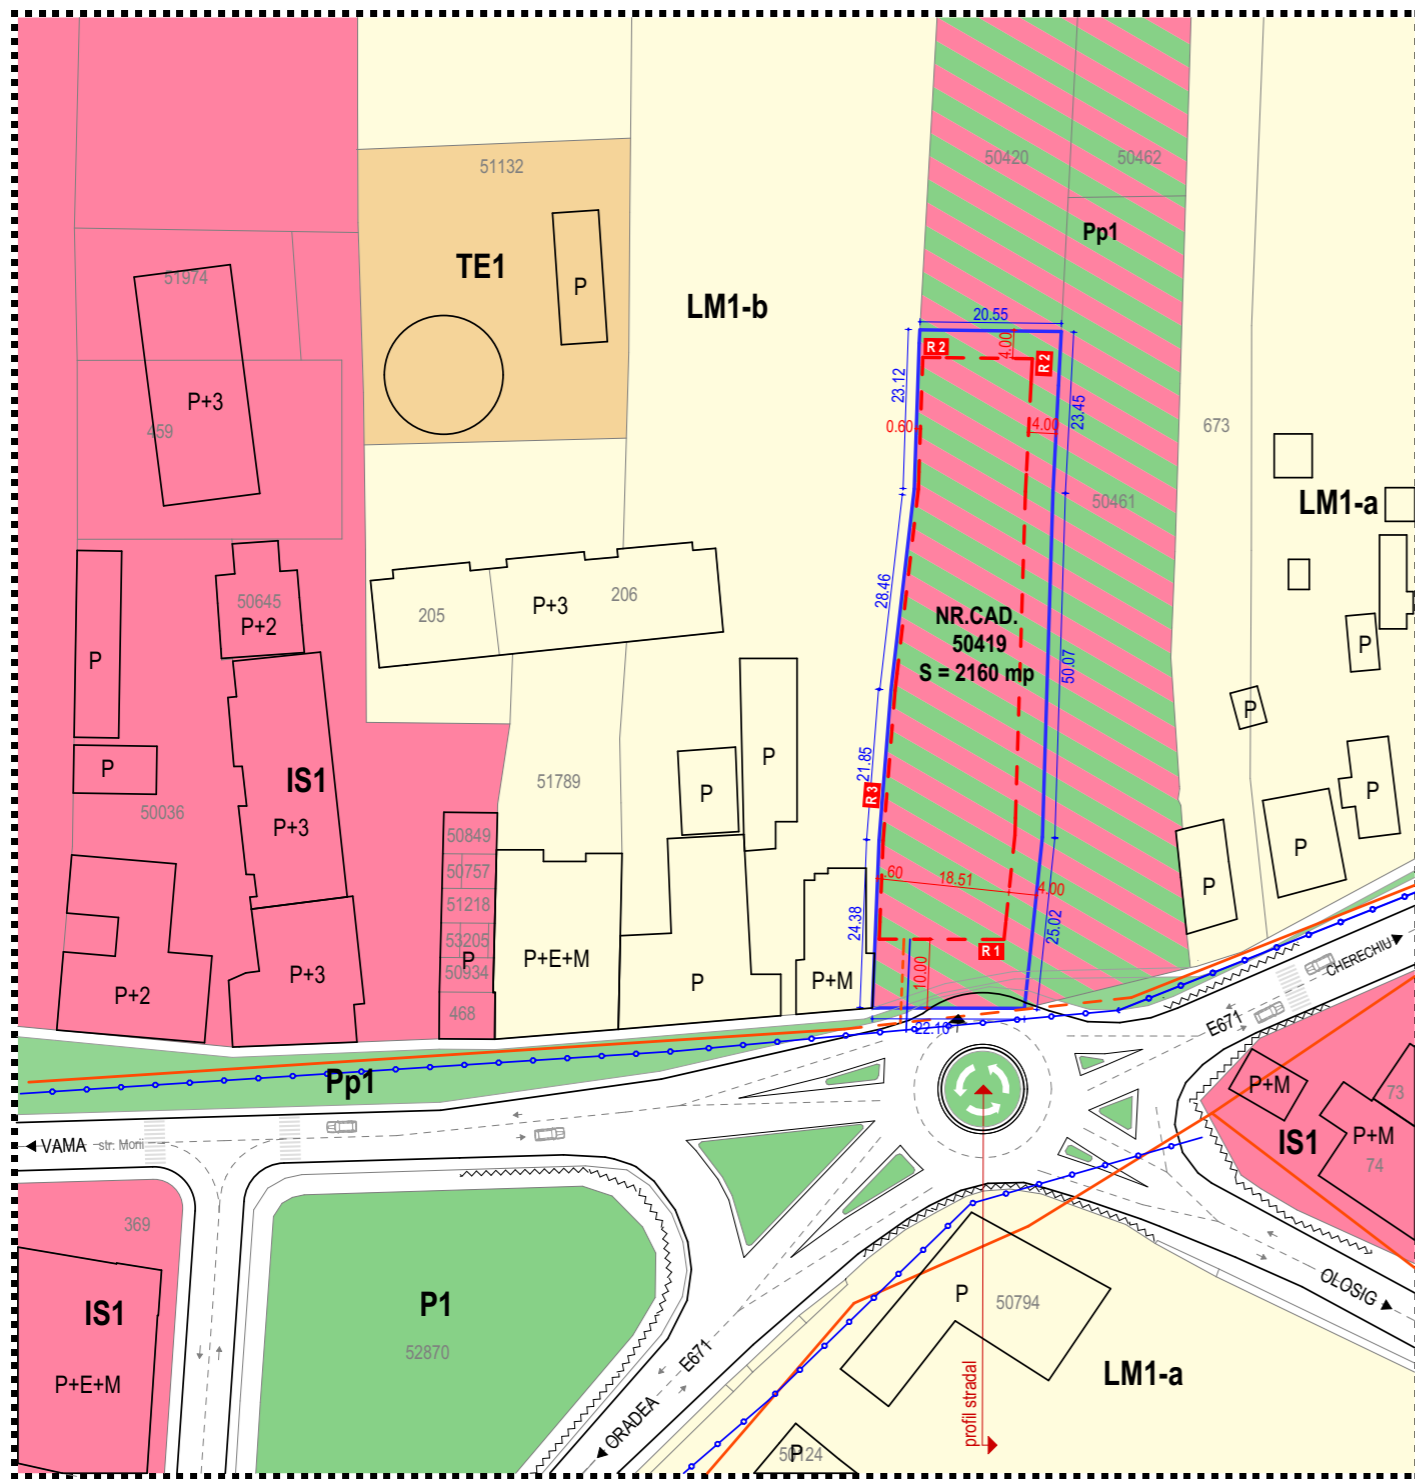 51132
50420
50462
TE1
Pp1
51974
P
LM1-b
20.55
R 2
4.00
R 2
P+3
459
23.12
23.45
0.60
4.00
673
50461
LM1-a
28.46
50645
P+2
205
P+3
206
NR.CAD.
50419
S = 2160 mp
50.07
P
P
P
P
P
P
IS1
51789
21.85
R 3
P
P
50036
P+3
50849
50757
51218
53205
P
50934
468
P
P
60
18.51
4.00
24.38
25.02
R 1
10.00
P+E+M
P
P+M
P+2
P+3
22.10
CHERECHIU
E671
Pp1
P+M
73
P+M
74
IS1
VAMA
str. Morii
369
IS1
P+E+M
P1
52870
E671
ORADEA
OLOSIG
P
50794
LM1-a
profil stradal
P
50124